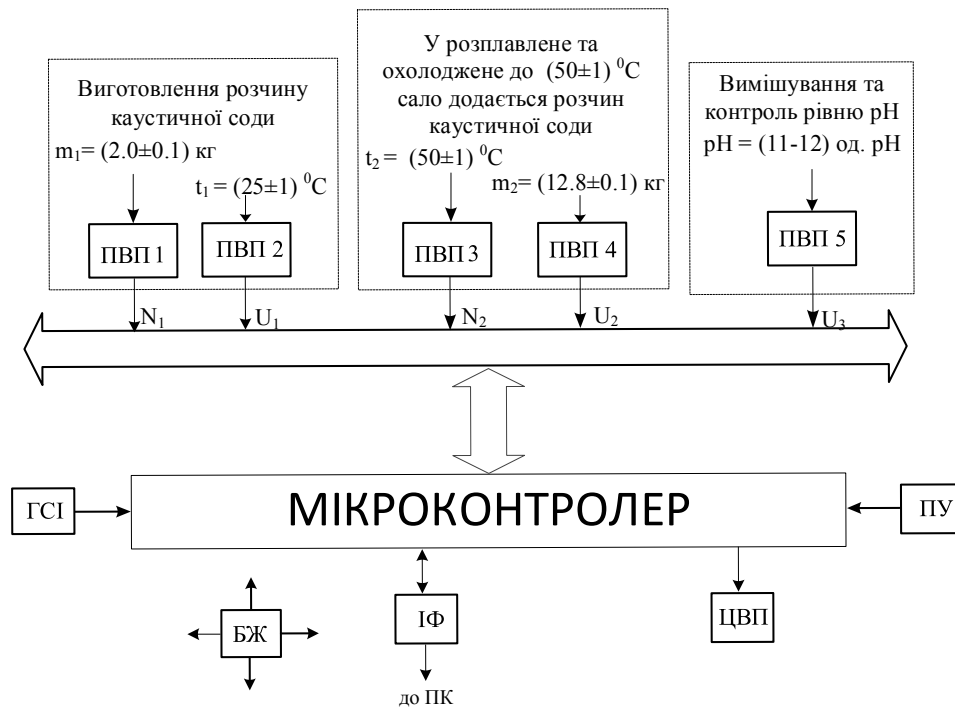 Виготовлення розчину
каустичної соди
m₁= (2.0±0.1) кг
t₁ = (25±1) ⁰C
ПВП 1
ПВП 2
У розплавлене та
охолоджене до (50±1) ⁰C
сало додається розчин
каустичної соди
t₂ = (50±1) ⁰C
m₂= (12.8±0.1) кг
ПВП 3
ПВП 4
Вимішування та
контроль рівню pH
pH = (11-12) од. pH
ПВП 5
N₁
U₁
N₂
U₂
U₃
ГСІ
МІКРОКОНТРОЛЕР
ПУ
БЖ
ІФ
ЦВП
до ПК